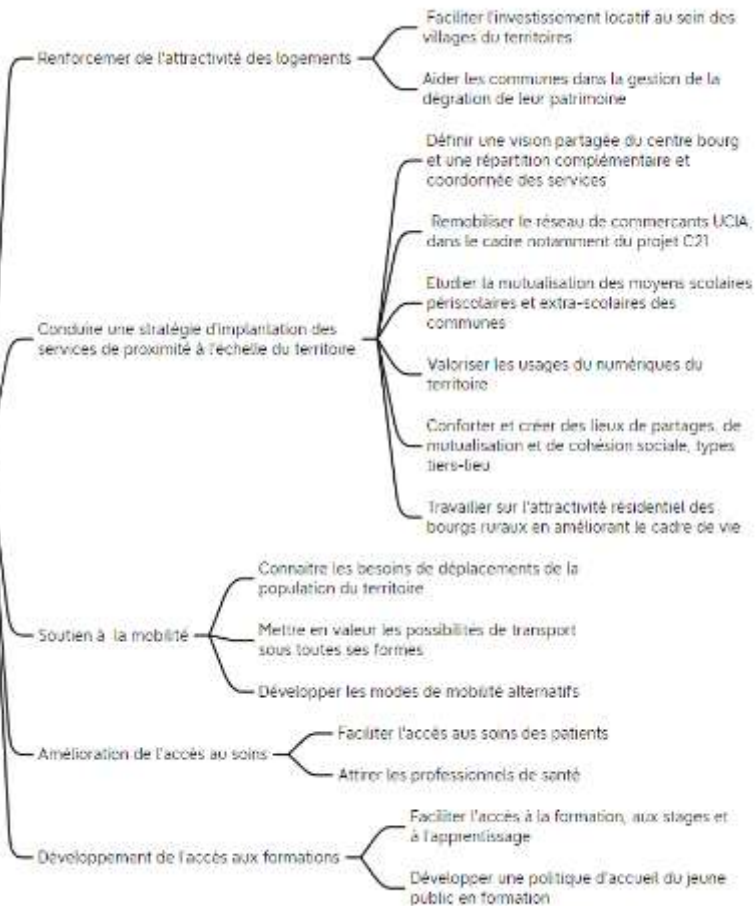 Renforcémer de l'attractivité des logements
Faciliter l'investissement locatif au sein des
villages du territoires
Aider les communes dans la gestion de la
dégration de leur patrimoine
Conduire une stratégie d'implantation des
services de proximité à l'échelle du territoire
Définir une vision partagée du centre bourg
et une répartition complémentaire et
coordonnée des services
Remobiliser le réseau de commercants UCIA,
dans le cadre notamment du projet C21
Etudier la mutualisation des moyens scolaires
périscolaires et extra-scolaires des
communes
Valoriser les usages du numériques du
territoire
Conforter et créer des lieux de partages, de
mutualisation et de cohésion sociale, types
tiers-lieu
Travailler sur l'attractivité résidentiel des
bourgs ruraux en améliorant le cadre de vie
Soutien à la mobilité
Connaitre les besoins de déplacements de la
population du territoire
Mettre en valeur les possibilités de transport
sous toutes ses formes
Développer les modes de mobilité alternatifs
Amélioration de l'accès au soins
Faciliter l'accès aus soins des patients
Attirer les professionnels de santé
Développement de l'accès aux formations
Faciliter l'accès à la formation, aux stages et
à l'apprentissage
Développer une politique d'accueil du jeune
public en formation